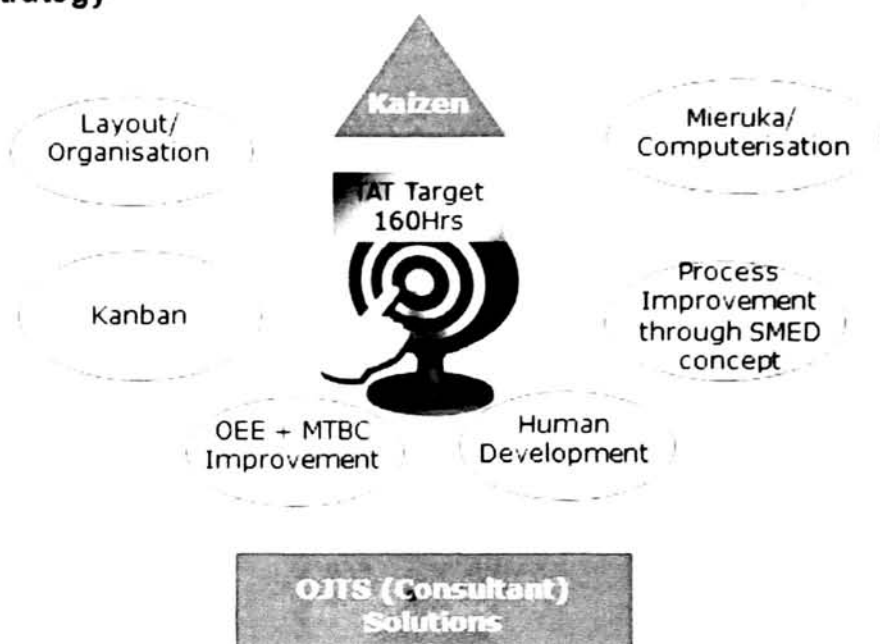 Kaizen
Layout/
Organisation
Mieruka/
Computerisation
TAT Target
160Hrs
Kanban
Process
Improvement
through SMED
concept
OEE + MTBC
Improvement
Human
Development
OJTS (Consultant)
Solutions